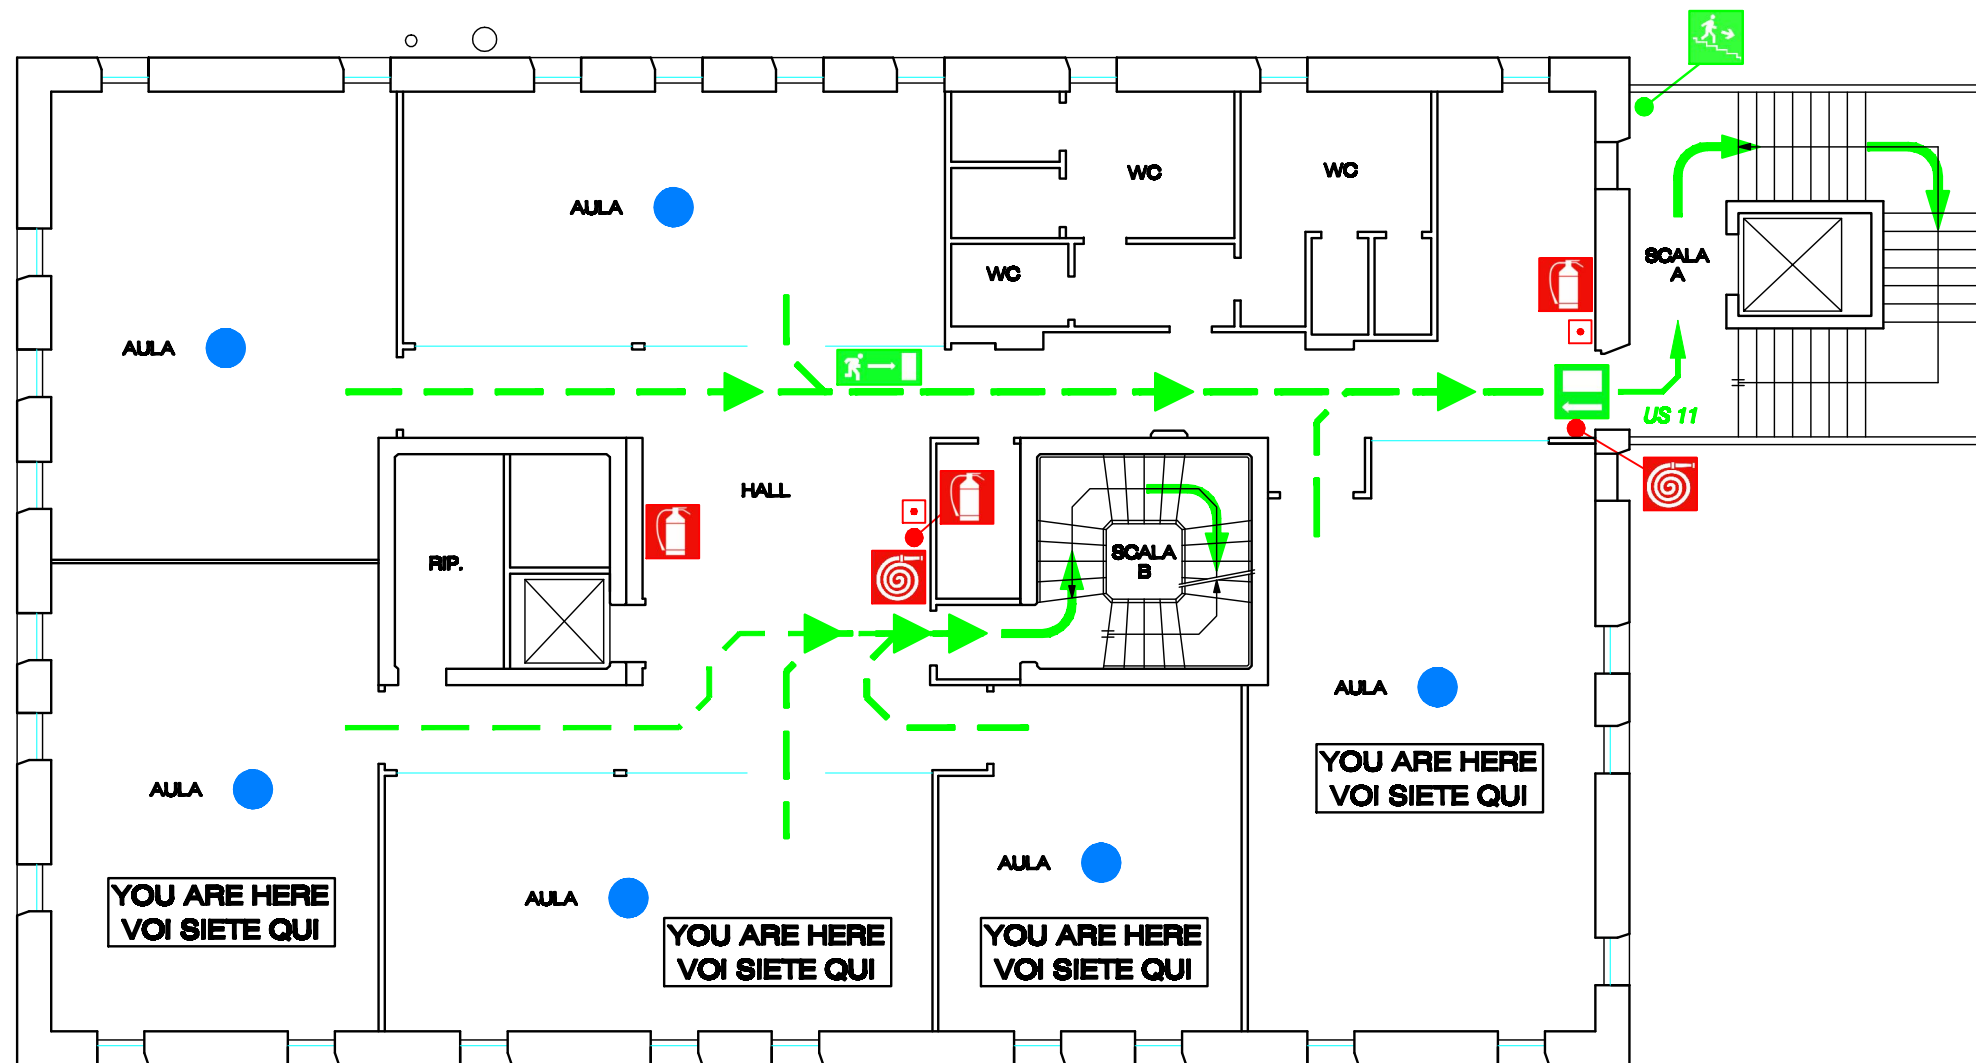 WC
WC
AULA
SCALA
A
WC
AULA
US 11
HALL
SCALA
B
RIP.
AULA
YOU ARE HERE
VOI SIETE QUI
AULA
AULA
AULA
YOU ARE HERE
VOI SIETE QUI
YOU ARE HERE
VOI SIETE QUI
YOU ARE HERE
VOI SIETE QUI